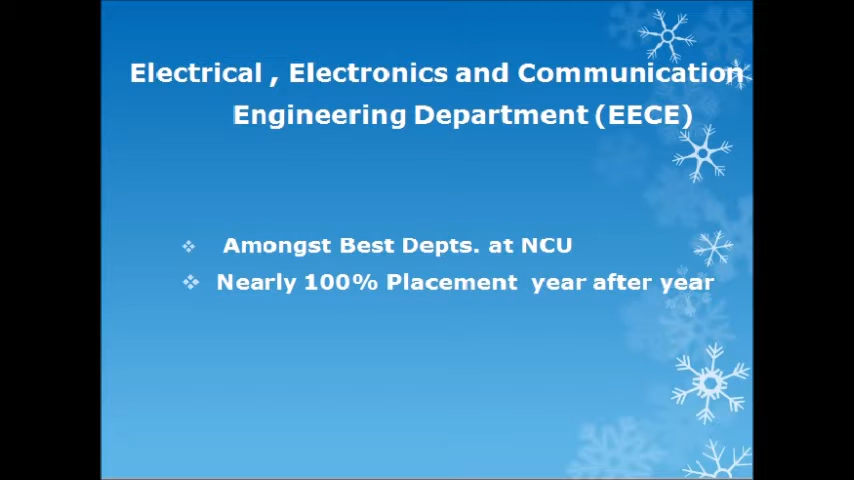 Electrical , Electronics and Communication
Engineering Department (EECE)
Amongst Best Depts. at NCU
Nearly 100% Placement year after year